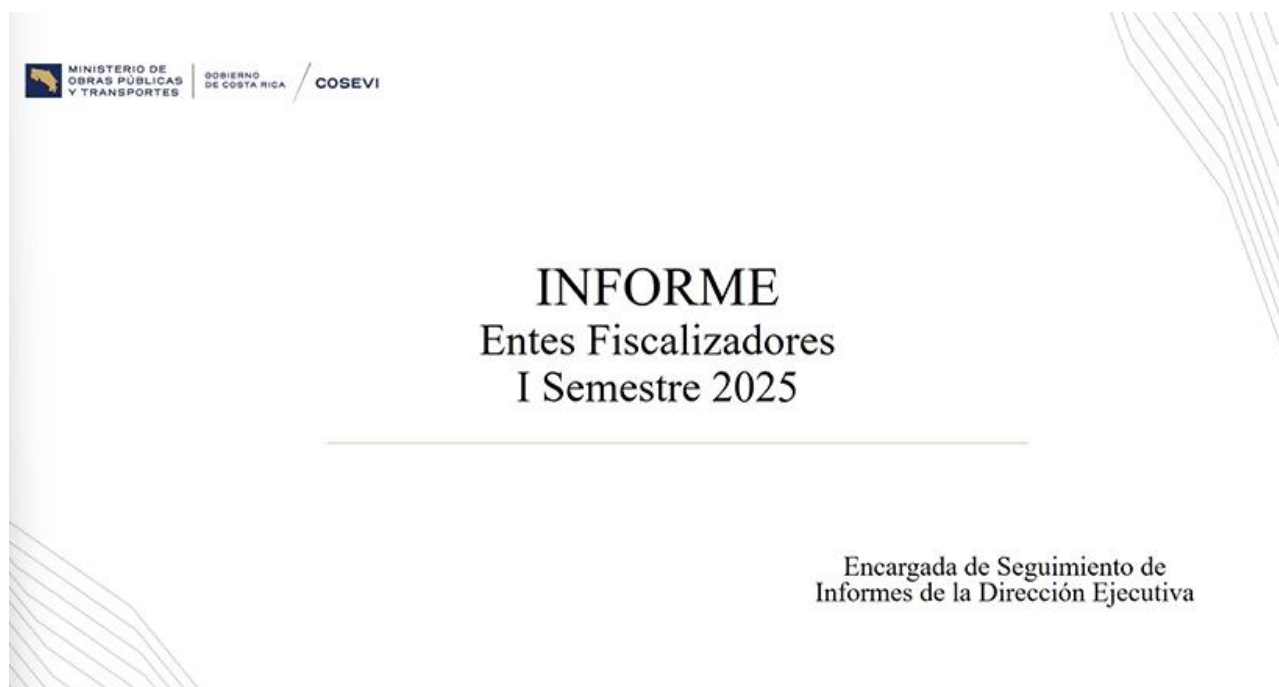 MINISTERIO DE
OBRAS PÚBLICAS
Y TRANSPORTES
GOBIERNO
DE COSTA RICA
COSEVI
INFORME
Entes Fiscalizadores
I Semestre 2025
Encargada de Seguimiento de
Informes de la Dirección Ejecutiva